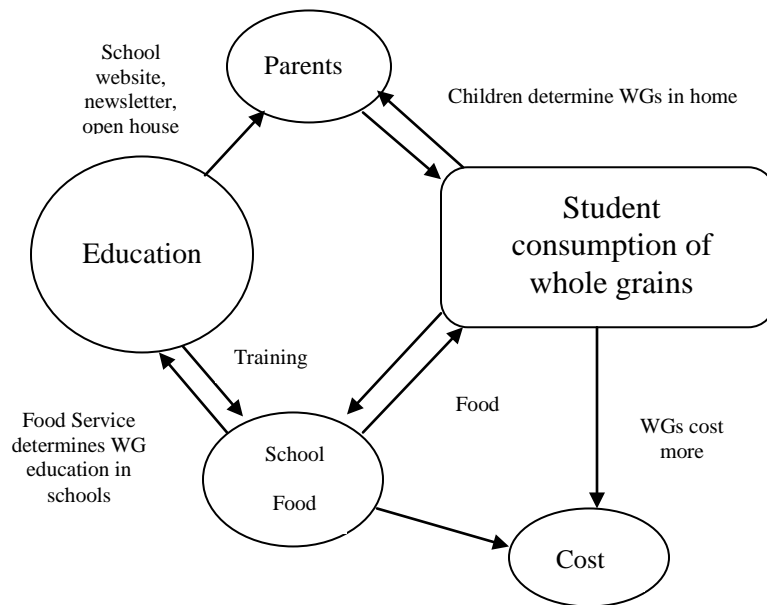 School
website,
newsletter,
open house
Parents
Children determine WGs in home
Education
Student
consumption of
whole grains
Training
Food
Food Service
determines WG
education in
schools
School
Food
WGs cost
more
Cost